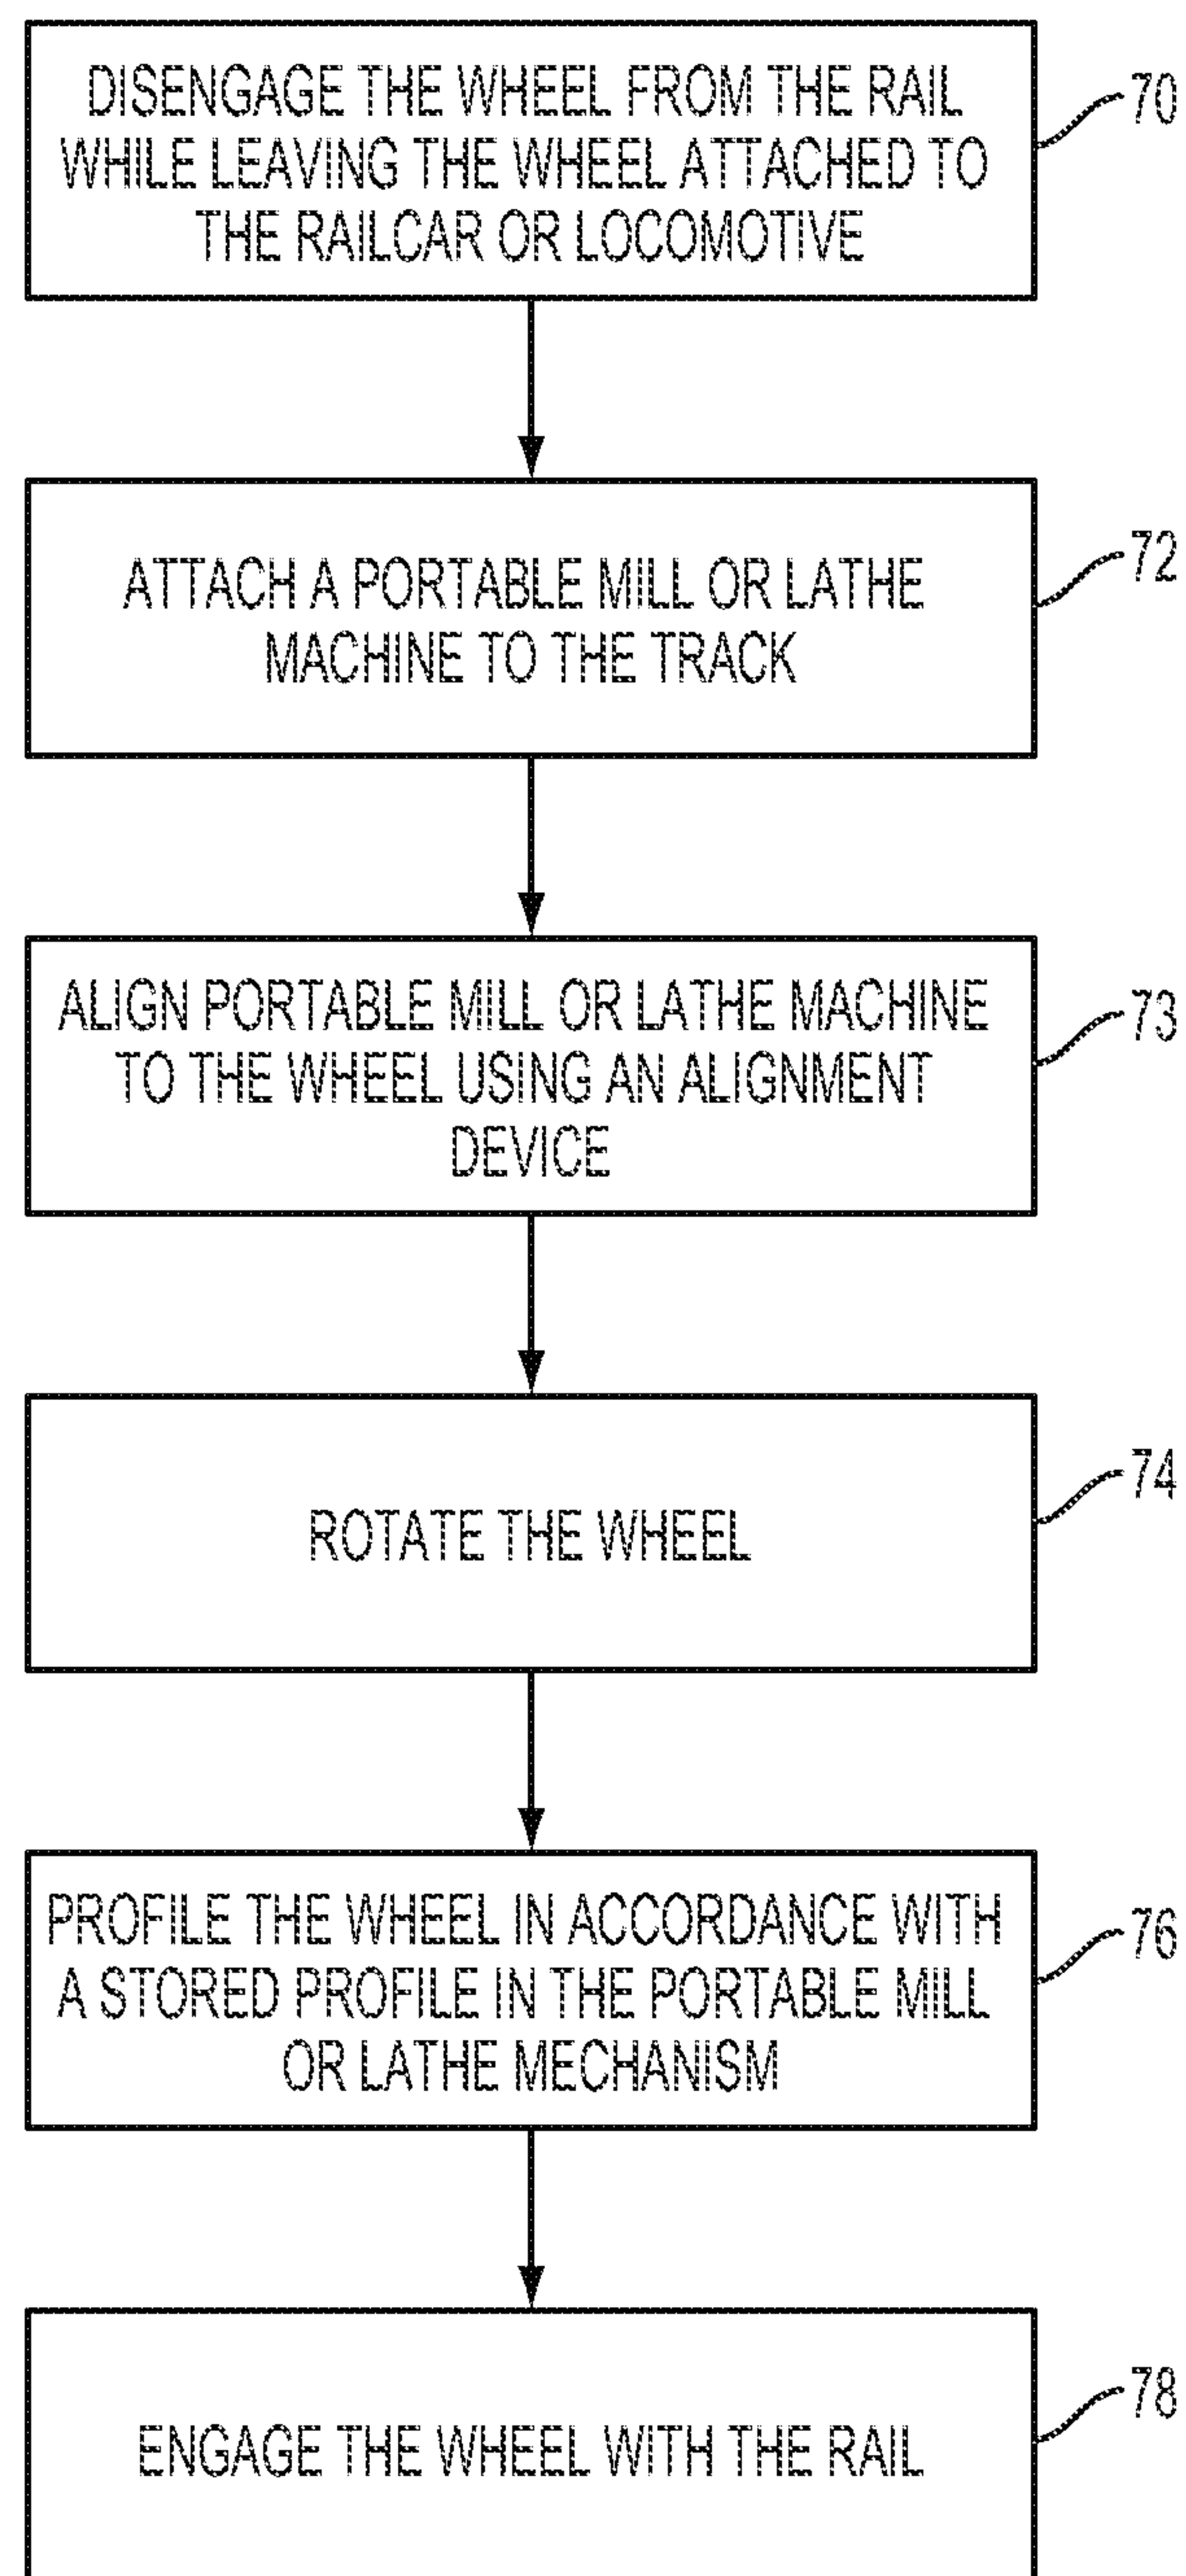 DISENGAGE THE WHEEL FROM THE RAIL
WHILE LEAVING THE WHEEL ATTACHED TO
THE RAILCAR OR LOCOMOTIVE
70
ATTACH A PORTABLE MILL OR LATHE
MACHINE TO THE TRACK
72
ALIGN PORTABLE MILL OR LATHE MACHINE
TO THE WHEEL USING AN ALIGNMENT
DEVICE
73
ROTATE THE WHEEL
74
PROFILE THE WHEEL IN ACCORDANCE WITH
A STORED PROFILE IN THE PORTABLE MILL
OR LATHE MECHANISM
76
ENGAGE THE WHEEL WITH THE RAIL
78